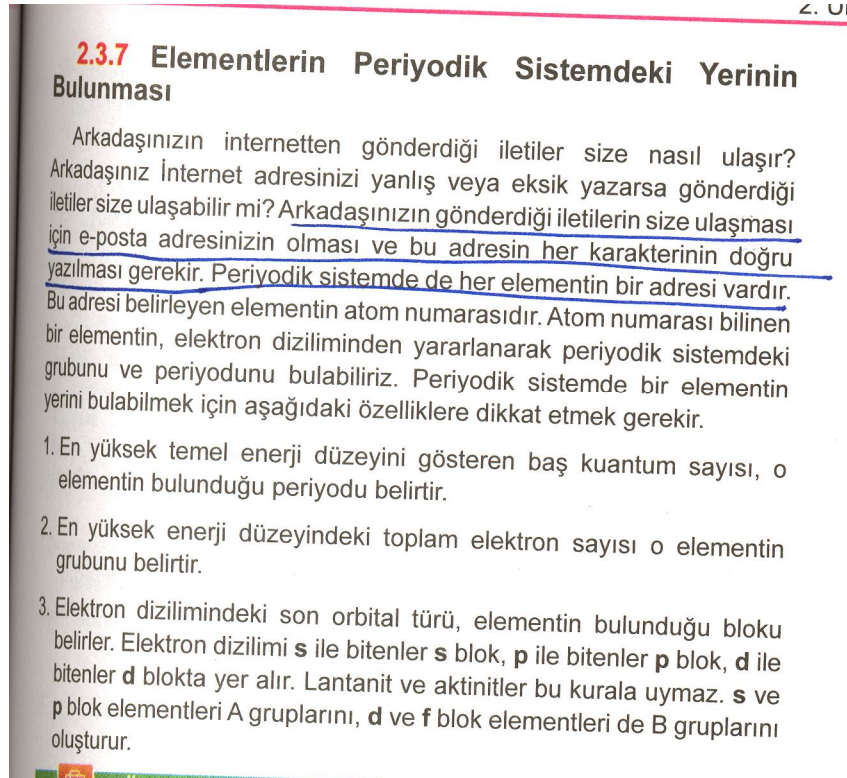 2.3.7 Elementlerin Periyodik Sistemdeki Yerinin
Bulunması
Arkadaşınızın internetten gönderdiği iletiler size nasıl ulaşır?
Arkadaşınız İnternet adresinizi yanlış veya eksik yazarsa gönderdiği
iletiler size ulaşabilir mi? Arkadaşınızın gönderdiği iletilerin size ulaşması
için e-posta adresinizin olması ve bu adresin her karakterinin doğru
yazılması gerekir. Periyodik sistemde de her elementin bir adresi vardır.
Bu adresi belirleyen elementin atom numarasıdır. Atom numarası bilinen
bir elementin, elektron diziliminden yararlanarak periyodik sistemdeki
grubunu ve periyodunu bulabiliriz. Periyodik sistemde bir elementin
yerini bulabilmek için aşağıdaki özelliklere dikkat etmek gerekir.
1. En yüksek temel enerji düzeyini gösteren baş kuantum sayısı, o
elementin bulunduğu periyodu belirtir.
2. En yüksek enerji düzeyindeki toplam elektron sayısı o elementin
grubunu belirtir.
3. Elektron dizilimindeki son orbital türü, elementin bulunduğu bloku
belirler. Elektron dizilimi s ile bitenler s blok, p ile bitenler p blok, d ile
bitenler d blokta yer alır. Lantanit ve aktinitler bu kurala uymaz. s ve
p blok elementleri A gruplarını, d ve f blok elementleri de B gruplarını
oluşturur.